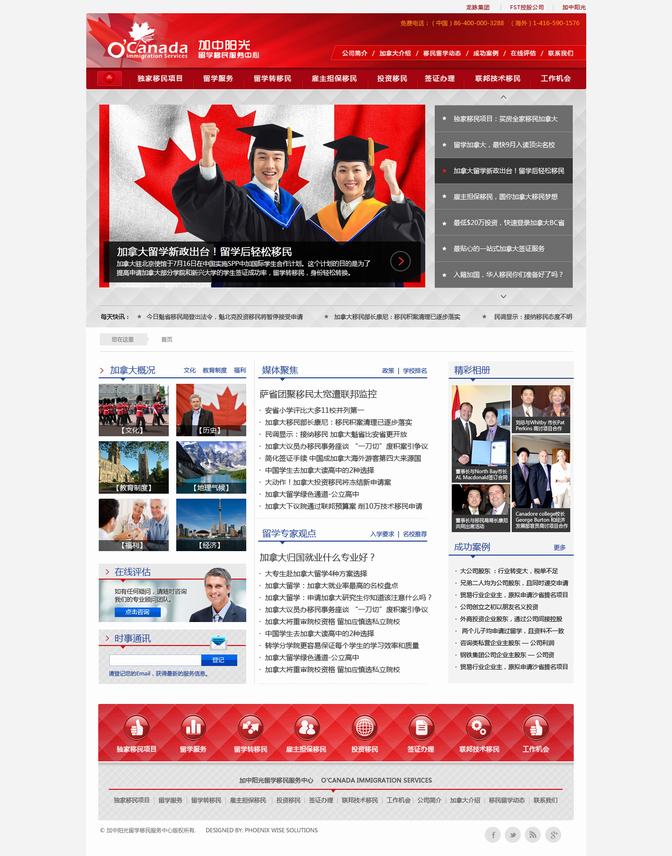 龙脉集团 | FST控股公司 | 加中阳光
免费电话：（中国）86-400-000-3288 （海外）1-416-590-1576
O'Canada
Immigration Services
加中阳光
留学移民服务中心
公司简介 / 加拿大介绍 / 移民留学动态 / 成功案例 / 在线评估 / 联系我们
独家移民项目 留学服务 留学转移民 雇主担保移民 投资移民 签证办理 联邦技术移民 工作机会
独家移民项目：买房全家移民加拿大
留学加拿大，最快9月入读顶尖名校
加拿大留学新政出台！留学后轻松移民
雇主担保移民，圆你加拿大移民梦想
最低$20万投资，快速登录加拿大BC省
最贴心的一站式加拿大签证服务
入籍加国，华人移民你们准备好了吗？
加拿大留学新政出台！留学后轻松移民
加拿大驻北京使馆于7月16日在中国实施SPP中加国际学生合作计划。这个计划的目的是为了
提高申请加拿大部分学院和新兴大学的学生签证成功率，留学转移民，身份轻松转换。
每天快讯：
今日魁省移民局登出法令，魁北克投资移民将暂停接受申请
加拿大移民部长康尼：移民积案清理已逐步落实
民调显示：接纳移民态度不明
您在这里 首页
加拿大概况
文化 教育制度 福利
【文化】
【历史】
【教育制度】
【地理气候】
【福利】
【经济】
在线评估
如有任何疑问，请随时咨询
我们的专业顾问团队。
点击咨询
时事通讯
登记
请登记您的Email，获得最新的服务信息。
媒体聚焦
政策 | 学校排名
萨省团聚移民太宽遭联邦监控
安省小学评比大多11校并列第一
加拿大移民部长康尼：移民积案清理已逐步落实
民调显示：接纳移民 加拿大魁省比安省更开放
加拿大议员办移民事务座谈 “一刀切”废积案引争议
简化签证手续 中国成加拿大海外游客第四大来源国
中国学生去加拿大读高中的2种选择
大动作！加拿大投资移民将冻结新申请案
加拿大留学绿色通道-公立高中
加拿大下议院通过联邦预算案 削10万技术移民申请
留学专家观点
入学要求 | 名校推荐
加拿大归国就业什么专业好？
大专生赴加拿大留学4种方案选择
加拿大留学：加拿大就业率最高的名校盘点
加拿大留学：申请加拿大研究生你知道该注意什么吗？
加拿大议员办移民事务座谈 “一刀切”废积案引争议
加拿大将重审院校资格 留加应慎选私立院校
中国学生去加拿大读高中的2种选择
转学分学院更容易保证每个学生的学习效率和质量
加拿大留学绿色通道-公立高中
加拿大将重审院校资格 留加应慎选私立院校
精彩相册
董事长与North Bay市长
AL Macdonald签订合同
刘总与Whitby 市长Pat
Perkins 商讨项目合作
董事长与移民局局长康尼
共同出席活动
Canadore college校长
George Burton 和经济
发展部官员商讨项目合作
成功案例
更多
大公司股东：行业转变大，税单不足
兄弟二人均为公司股东，且同时递交申请
贸易行业企业主，原拟申请沙省提名项目
公司创立之初以朋友名义投资
外商投资企业股东，通过公司间接控股
两个儿子均申请过留学，且资料不一致
咨询类私营企业主股东 — 公司利润
钢铁集团公司企业主股东 — 公司资
贸易行业企业主，原拟申请沙省提名项目
独家移民项目 留学服务 留学转移民 雇主担保移民 投资移民 签证办理 联邦技术移民 工作机会
加中阳光留学移民服务中心 O'CANADA IMMIGRATION SERVICES
独家移民项目 | 留学服务 | 留学转移民 | 雇主担保移民 | 投资移民 | 签证办理 | 联邦技术移民 | 工作机会 | 公司简介 | 加拿大介绍 | 移民留学动态 | 联系我们
© 加中阳光留学移民服务中心版权所有. DESIGNED BY: PHOENIX WISE SOLUTIONS